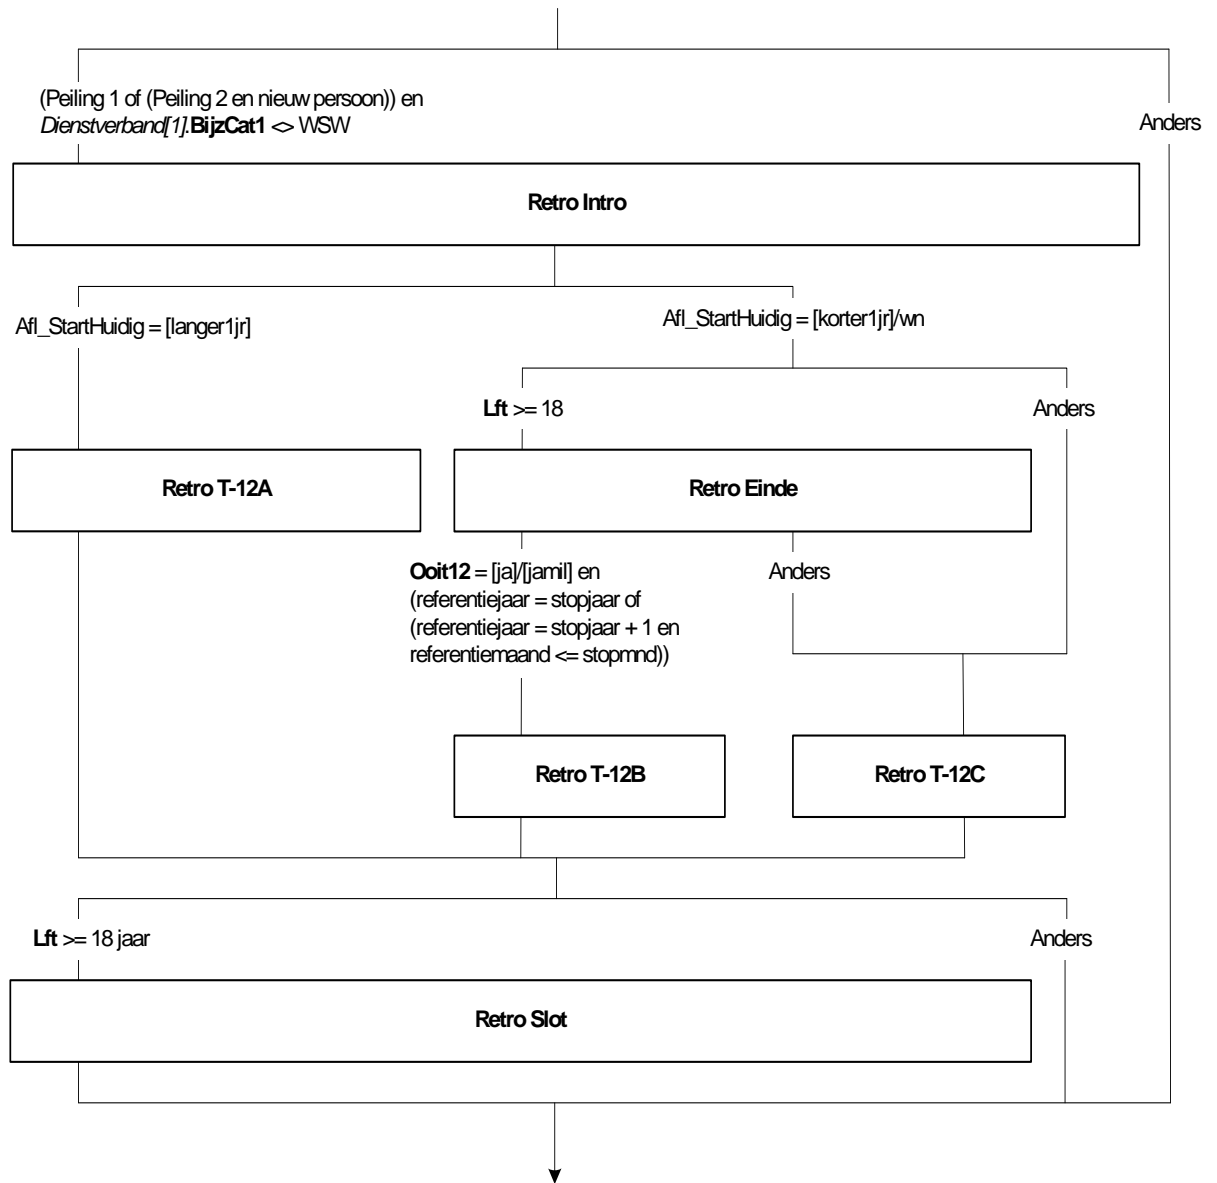 (Peiling 1 of (Peiling 2 en nieuw persoon)) en
Dienstverband[1].BijzCat1 <> WSW
Anders
Retro Intro
Afl_StartHuidig = [langer1jr]
Afl_StartHuidig = [korter1jr]/wn
Lft >= 18
Anders
Retro T-12A
Retro Einde
Ooit12 = [ja]/[jamil] en
(referentiejaar = stopjaar of
(referentiejaar = stopjaar + 1 en
referentiemaand <= stopmnd))
Anders
Retro T-12B
Retro T-12C
Lft >= 18 jaar
Anders
Retro Slot